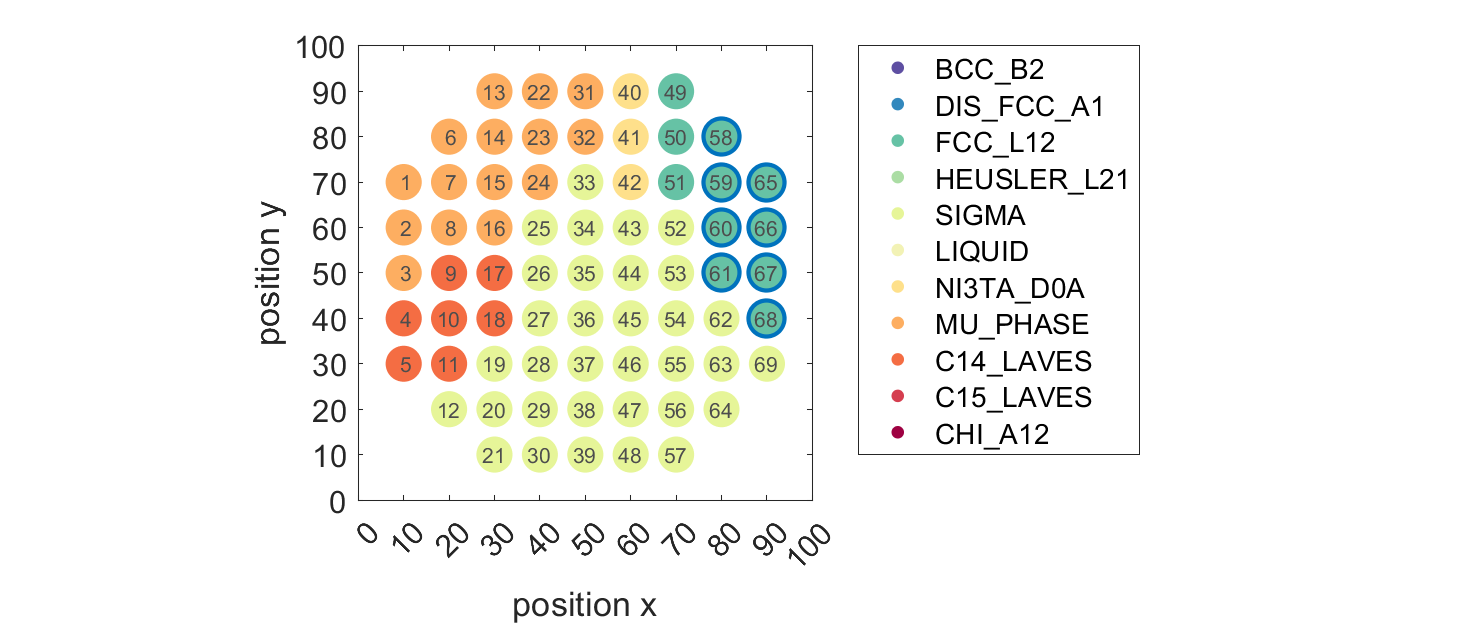 100
90 13 22 31 40 49
80 6 14 23 32 41 50 58
70 1 7 15 24 33 42 51 59 65
60 2 8 16 25 34 43 52 60 66
50 3 9 17 26 35 44 53 61 67
40 4 10 18 27 36 45 54 62 68
30 5 11 19 28 37 46 55 63 69
20 12 20 29 38 47 56 64
10 21 30 39 48 57
0
0 10 20 30 40 50 60 70 80 90 100
position x
position y
BCC_B2
DIS_FCC_A1
FCC_L12
HEUSLER_L21
SIGMA
LIQUID
NI3TA_D0A
MU_PHASE
C14_LAVES
C15_LAVES
CHI_A12